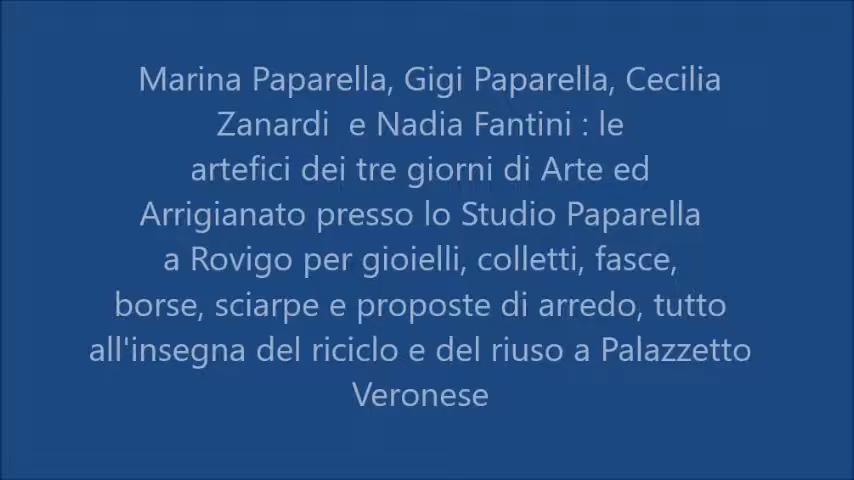 Marina Paparella, Gigi Paparella, Cecilia
Zanardi  e Nadia Fantini : le
artefici dei tre giorni di Arte ed
Arrigianato presso lo Studio Paparella
a Rovigo per gioielli, colletti, fasce,
borse, sciarpe e proposte di arredo, tutto
all'insegna del riciclo e del riuso a Palazzetto
Veronese